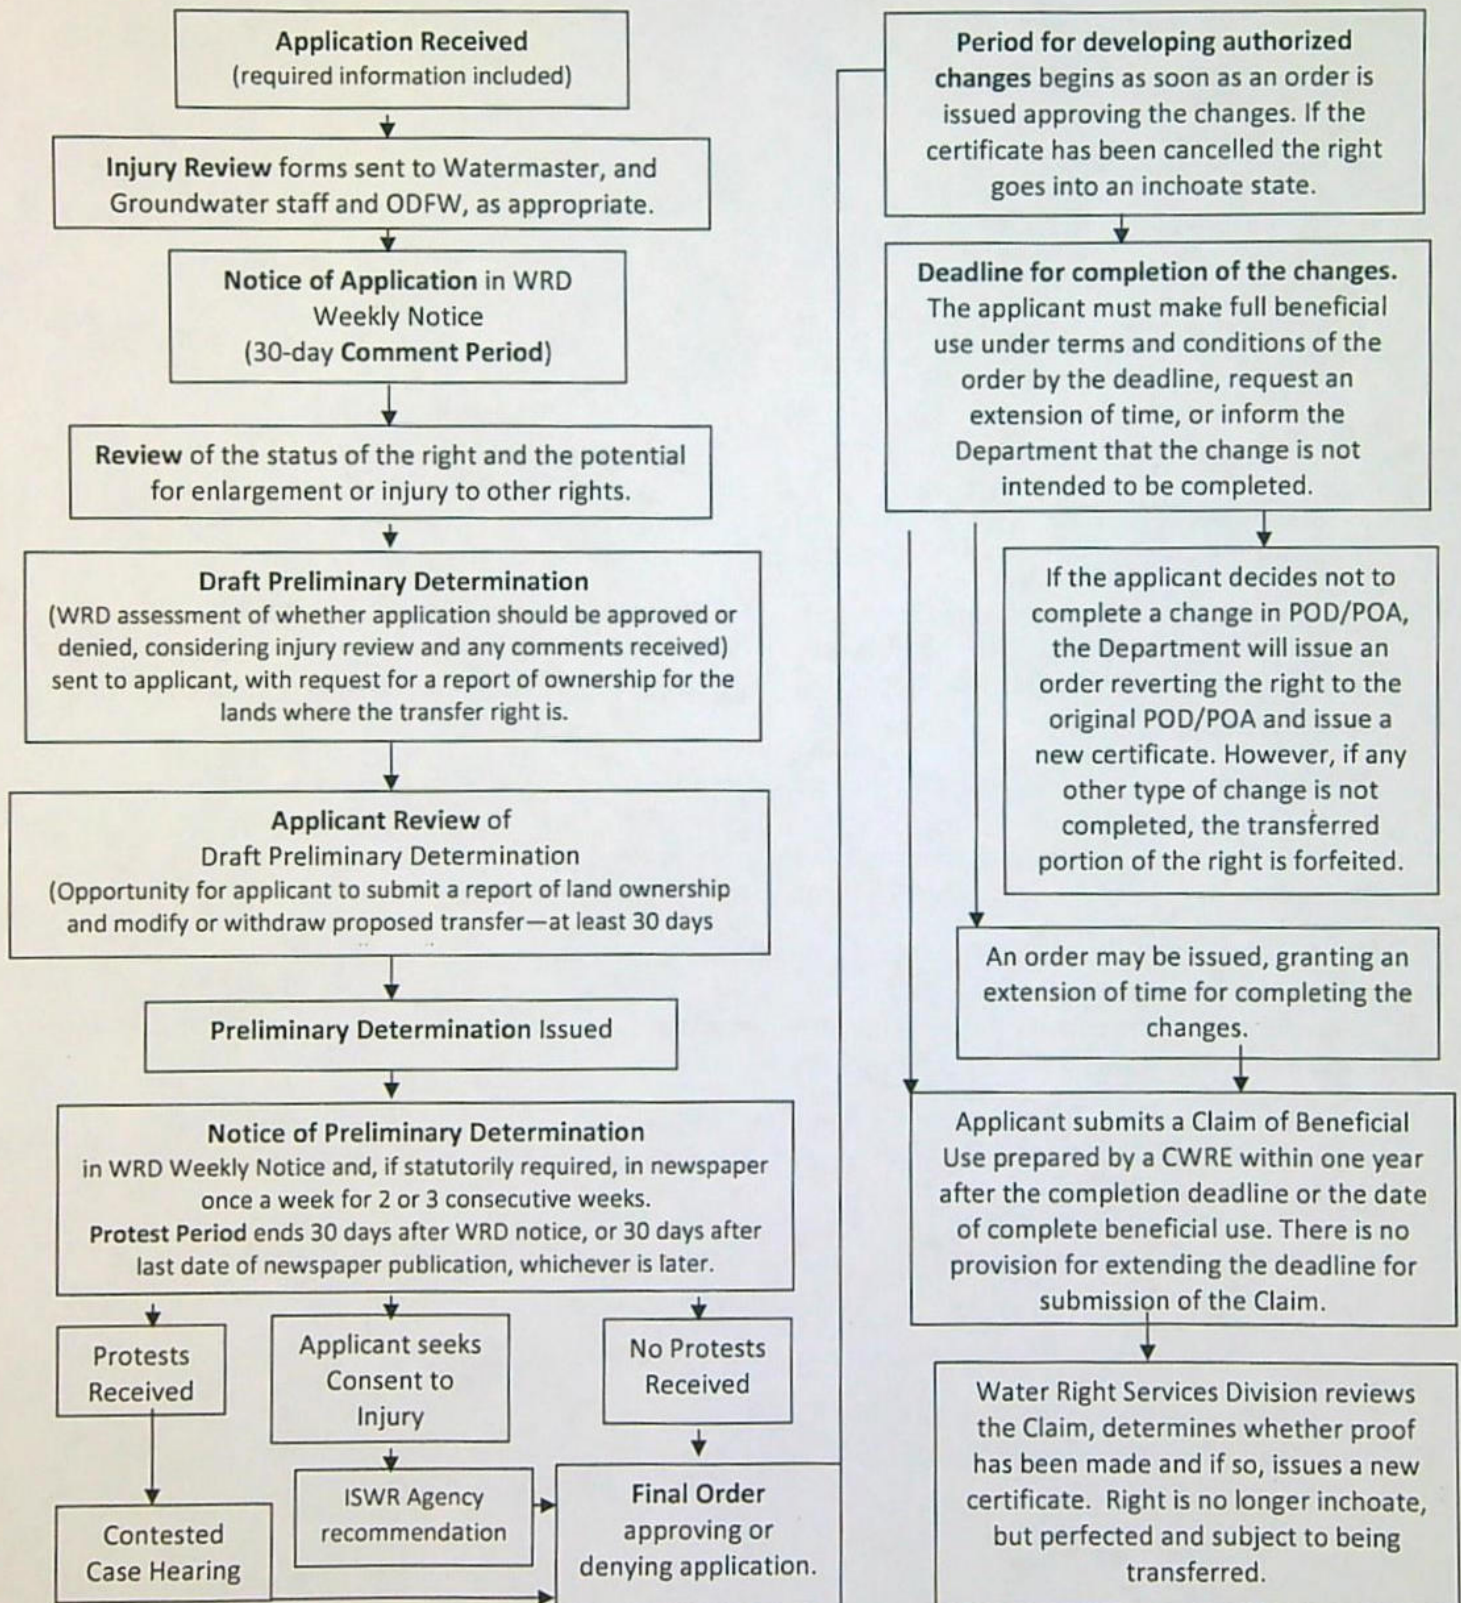 Application Received
(required information included)
Injury Review forms sent to Watermaster, and
Groundwater staff and ODFW, as appropriate.
Notice of Application in WRD
Weekly Notice
(30-day Comment Period)
Review of the status of the right and the potential
for enlargement or injury to other rights.
Draft Preliminary Determination
(WRD assessment of whether application should be approved or
denied, considering injury review and any comments received)
sent to applicant, with request for a report of ownership for the
lands where the transfer right is.
Applicant Review of
Draft Preliminary Determination
(Opportunity for applicant to submit a report of land ownership
and modify or withdraw proposed transfer—at least 30 days
Preliminary Determination Issued
Notice of Preliminary Determination
in WRD Weekly Notice and, if statutorily required, in newspaper
once a week for 2 or 3 consecutive weeks.
Protest Period ends 30 days after WRD notice, or 30 days after
last date of newspaper publication, whichever is later.
Protests
Received
Applicant seeks
Consent to
Injury
No Protests
Received
Contested
Case Hearing
ISWR Agency
recommendation
Final Order
approving or
denying application.
Period for developing authorized
changes begins as soon as an order is
issued approving the changes. If the
certificate has been cancelled the right
goes into an inchoate state.
Deadline for completion of the changes.
The applicant must make full beneficial
use under terms and conditions of the
order by the deadline, request an
extension of time, or inform the
Department that the change is not
intended to be completed.
If the applicant decides not to
complete a change in POD/POA,
the Department will issue an
order reverting the right to the
original POD/POA and issue a
new certificate. However, if any
other type of change is not
completed, the transferred
portion of the right is forfeited.
An order may be issued, granting an
extension of time for completing the
changes.
Applicant submits a Claim of Beneficial
Use prepared by a CWRE within one year
after the completion deadline or the date
of complete beneficial use. There is no
provision for extending the deadline for
submission of the Claim.
Water Right Services Division reviews
the Claim, determines whether proof
has been made and if so, issues a new
certificate. Right is no longer inchoate,
but perfected and subject to being
transferred.